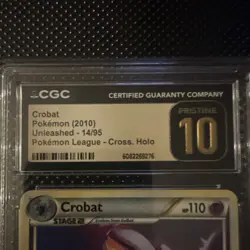 CGC
CERTIFIED GUARANTY COMPANY
Crobat
Pokémon (2010)
Unleashed - 14/95
Pokémon League - Cross. Holo
PRISTINE
10
Crobat
HP110
STAGE 2